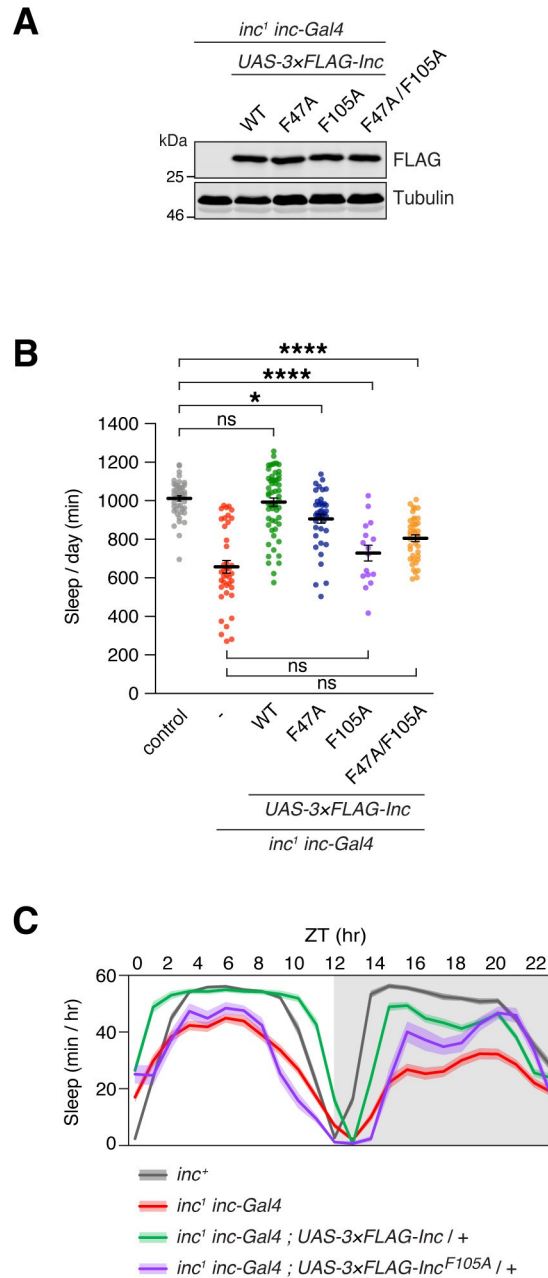 A
inc¹ inc-Gal4
UAS-3×FLAG-Inc
WT F47A F105A F47A/F105A
kDa
FLAG
25
Tubulin
46
B
****
****
*
ns
1400
1200
1000
800
600
400
200
0
Sleep / day (min)
ns
ns
control - WT F47A F105A F47A/F105A
UAS-3×FLAG-Inc
inc¹ inc-Gal4
C
ZT (hr)
0 2 4 6 2 8 10 12 14 16 18 20 22
60
40
20
0
Sleep (min / hr)
inc⁺
inc¹ inc-Gal4
inc¹ inc-Gal4 ; UAS-3×FLAG-Inc / +
inc¹ inc-Gal4 ; UAS-3×FLAG-Inc^F105A / +